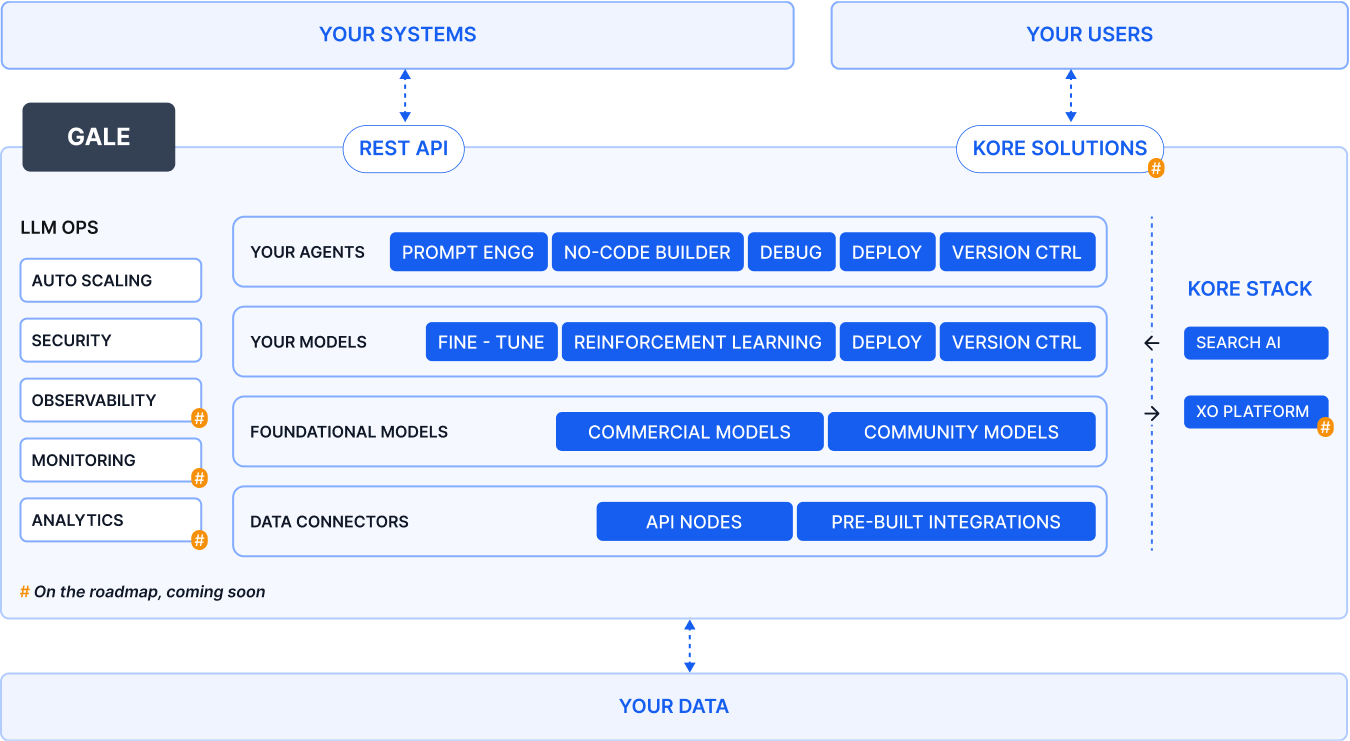 YOUR SYSTEMS
YOUR USERS
GALE
REST API
KORE SOLUTIONS
#
LLM OPS
AUTO SCALING
SECURITY
OBSERVABILITY
#
MONITORING
#
ANALYTICS
#
YOUR AGENTS
PROMPT ENGG
NO-CODE BUILDER
DEBUG
DEPLOY
VERSION CTRL
YOUR MODELS
FINE - TUNE
REINFORCEMENT LEARNING
DEPLOY
VERSION CTRL
FOUNDATIONAL MODELS
COMMERCIAL MODELS
COMMUNITY MODELS
DATA CONNECTORS
API NODES
PRE-BUILT INTEGRATIONS
KORE STACK
SEARCH AI
XO PLATFORM
#
# On the roadmap, coming soon
YOUR DATA